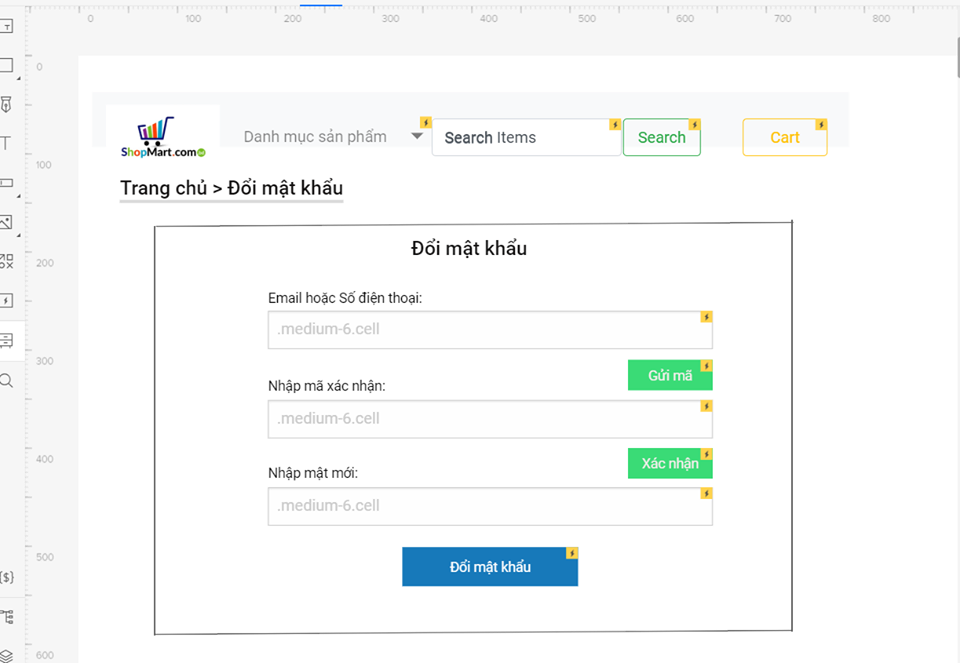 0 100 200 300 400 500 600 700 800
0
ShopMart.com
Danh mục sản phẩm
Search Items
Search
Cart
100
Trang chủ > Đổi mật khẩu
200
Đổi mật khẩu
Email hoặc Số điện thoại:
.medium-6.cell
300
Gửi mã
Nhập mã xác nhận:
.medium-6.cell
400
Xác nhận
Nhập mật mới:
.medium-6.cell
500
Đổi mật khẩu
{$}
600